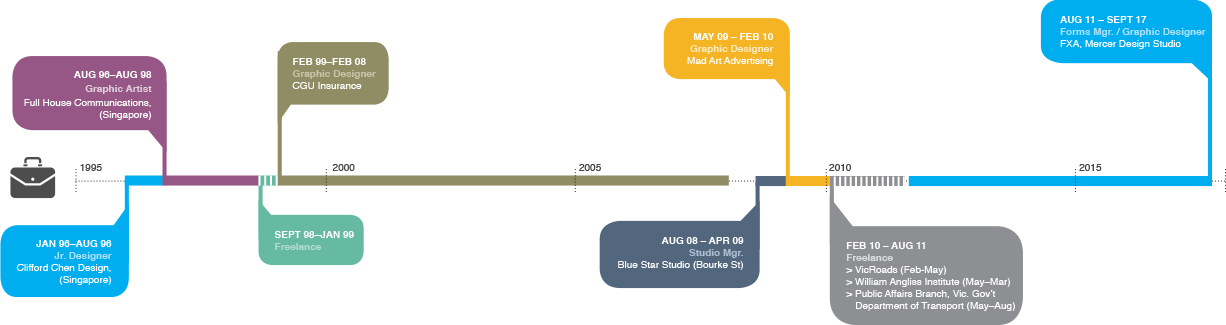 AUG 96–AUG 98
Graphic Artist
Full House Communications,
(Singapore)
FEB 99–FEB 08
Graphic Designer
CGU Insurance
MAY 09 – FEB 10
Graphic Designer
Mad Art Advertising
AUG 11 – SEPT 17
Forms Mgr. / Graphic Designer
FXA, Mercer Design Studio
1995
2000
2005
2010
2015
JAN 96–AUG 96
Jr. Designer
Clifford Chen Design,
(Singapore)
SEPT 98–JAN 99
Freelance
AUG 08 – APR 09
Studio Mgr.
Blue Star Studio (Bourke St)
FEB 10 – AUG 11
Freelance
> VicRoads (Feb-May)
> William Angliss Institute (May–Mar)
> Public Affairs Branch, Vic. Gov't
Department of Transport (May–Aug)